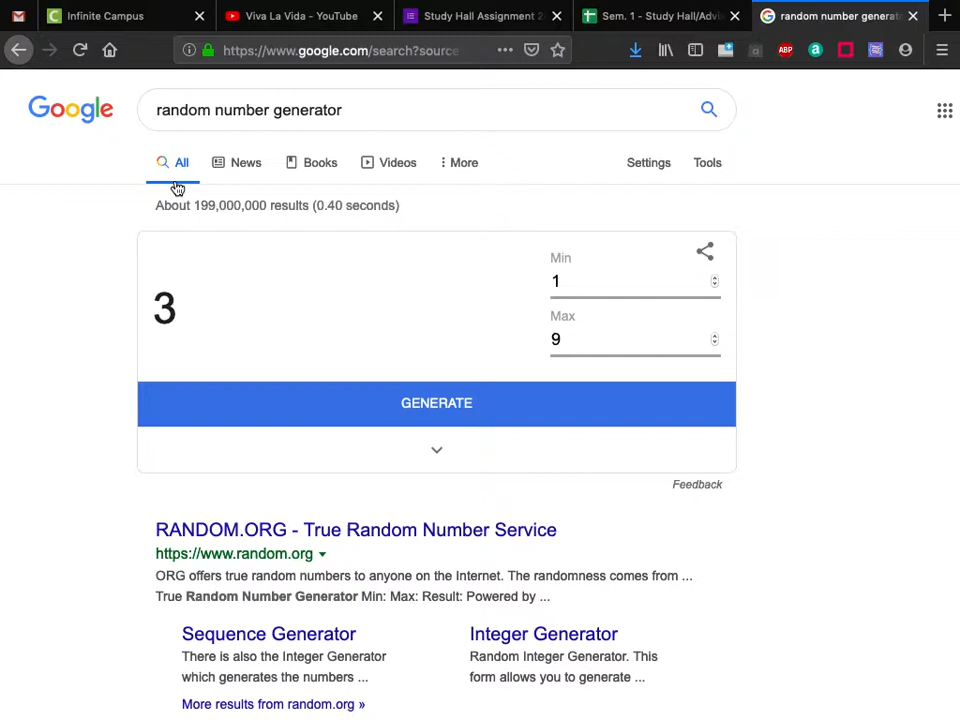 Infinite Campus
Viva La Vida - YouTube
Study Hall Assignment 2
Sem. 1 - Study Hall/Advi
random number generat
https://www.google.com/search?source
ABP
a
Google
random number generator
All
News
Books
Videos
More
Settings
Tools
About 199,000,000 results (0.40 seconds)
3
Min
1
Max
9
GENERATE
Feedback
RANDOM.ORG - True Random Number Service
https://www.random.org
ORG offers true random numbers to anyone on the Internet. The randomness comes from ...
True Random Number Generator Min: Max: Result: Powered by ...
Sequence Generator
There is also the Integer Generator
which generates the numbers ...
Integer Generator
Random Integer Generator. This
form allows you to generate ...
More results from random.org »